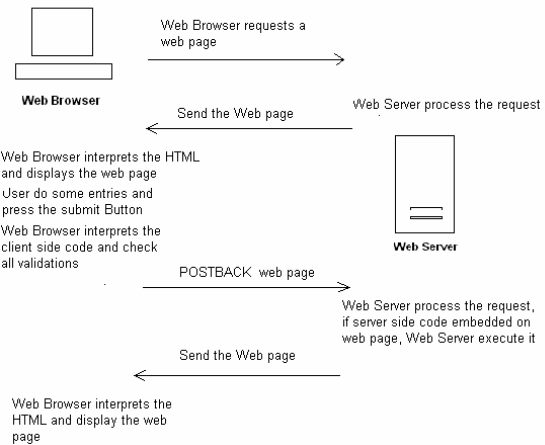 Web Browser requests a
web page
Web Browser
Web Server process the request
Send the Web page
Web Browser interprets the HTML
and displays the web page
User do some entries and
press the submit Button
Web Browser interprets the
client side code and check
all validations
Web Server
POSTBACK web page
Web Server process the request,
if server side code embedded on
web page, Web Server execute it
Send the Web page
Web Browser interprets the
HTML and display the web
page